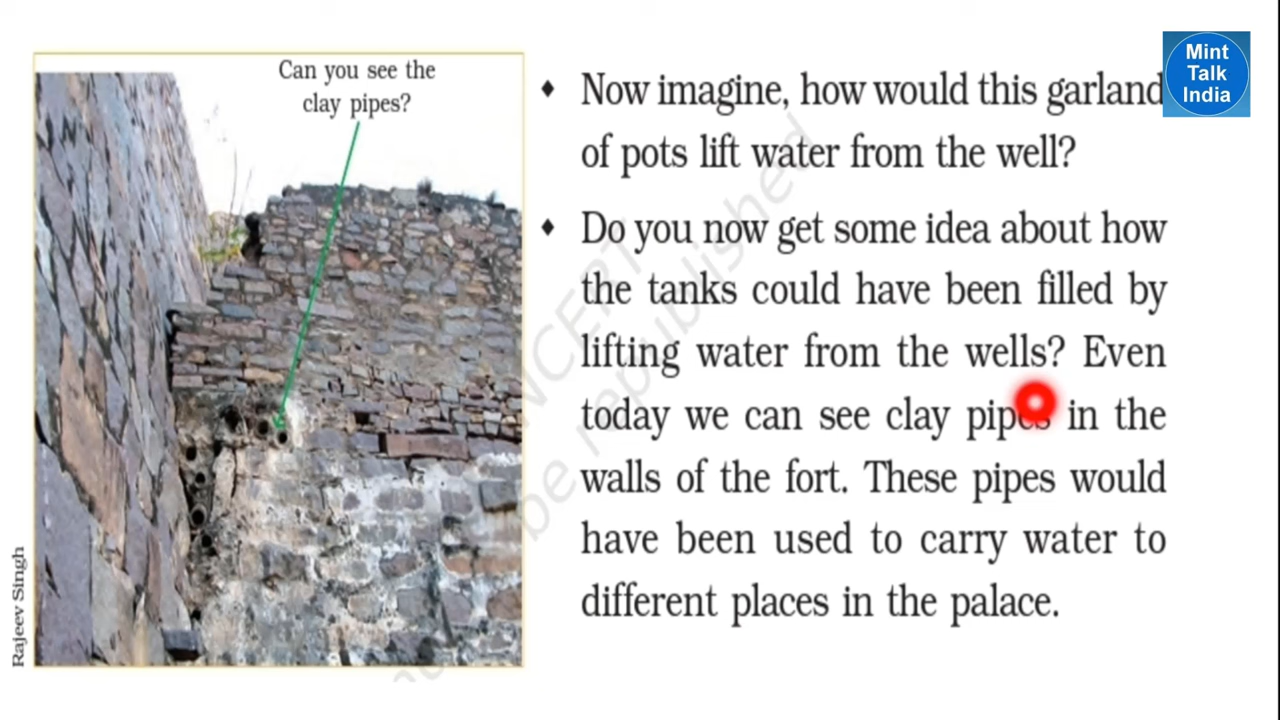 Can you see the
clay pipes?
Rajeev Singh
♦ Now imagine, how would this garland
of pots lift water from the well?
♦ Do you now get some idea about how
the tanks could have been filled by
lifting water from the wells? Even
today we can see clay pipes in the
walls of the fort. These pipes would
have been used to carry water to
different places in the palace.
Mint
Talk
India
NCERT
be republished